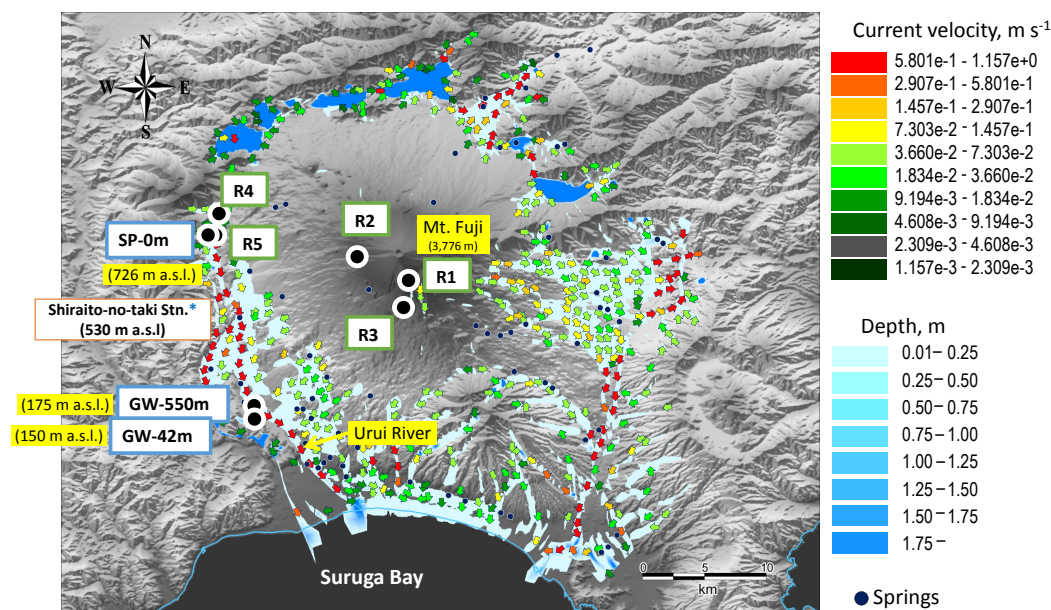 N
W E
S
R4
R2
SP-0m
R5
Mt. Fuji
(3,776 m)
(726 m a.s.l.)
R1
Shiraito-no-taki Stn.*
(530 m a.s.l)
R3
(175 m a.s.l.)
GW-550m
(150 m a.s.l.)
GW-42m
Urui River
Suruga Bay
0 5 10
km
Current velocity, m s-1
5.801e-1 - 1.157e+0
2.907e-1 - 5.801e-1
1.457e-1 - 2.907e-1
7.303e-2 - 1.457e-1
3.660e-2 - 7.303e-2
1.834e-2 - 3.660e-2
9.194e-3 - 1.834e-2
4.608e-3 - 9.194e-3
2.309e-3 - 4.608e-3
1.157e-3 - 2.309e-3
Depth, m
0.01– 0.25
0.25– 0.50
0.50– 0.75
0.75– 1.00
1.00– 1.25
1.25– 1.50
1.50– 1.75
1.75–
Springs